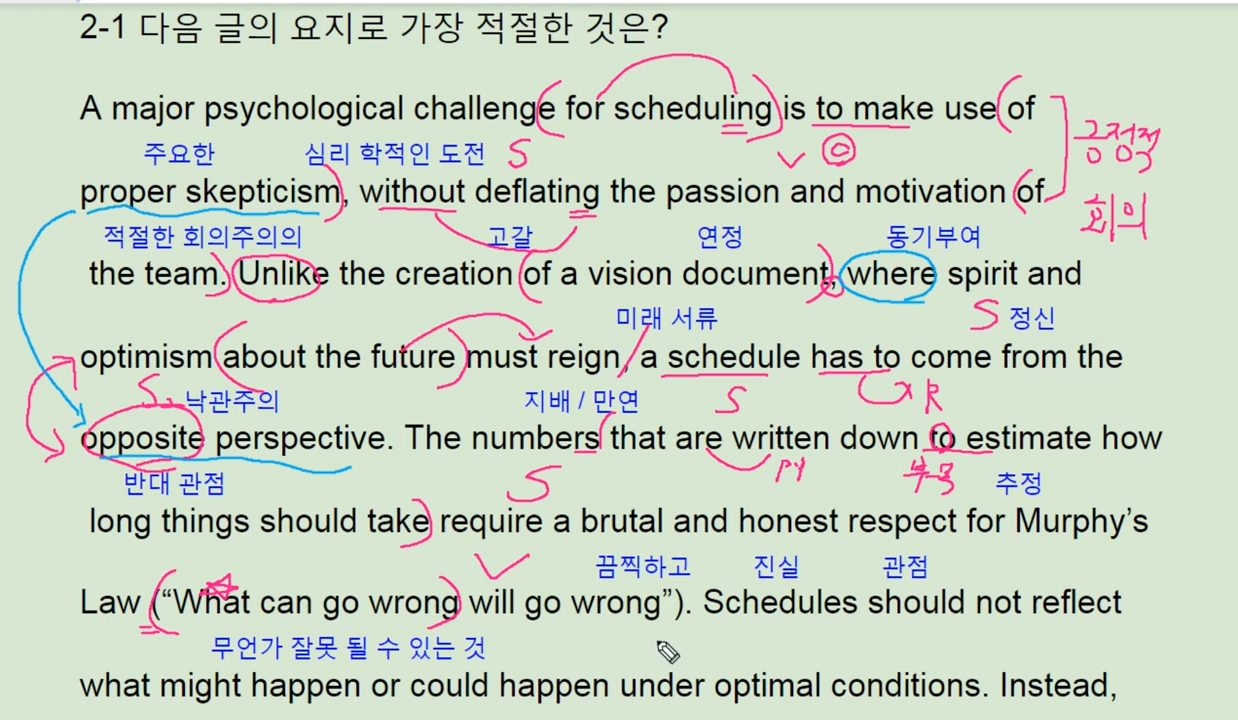 2-1 다음 글의 요지로 가장 적절한 것은?
A major psychological challenge for scheduling is to make use of
주요한 심리 학적인 도전 S V ◎ 긍정적
proper skepticism, without deflating the passion and motivation of
회의
적절한 회의주의의 고갈 연정 동기부여
the team. Unlike the creation of a vision document, where spirit and
미래 서류 S 정신
optimism about the future must reign, a schedule has to come from the
S 낙관주의 지배 / 만연 S R
opposite perspective. The numbers that are written down to estimate how
반대 관점 S 추정
long things should take require a brutal and honest respect for Murphy's
V 끔찍하고 진실 관점
Law (“What can go wrong will go wrong”). Schedules should not reflect
무언가 잘못 될 수 있는 것
what might happen or could happen under optimal conditions. Instead,